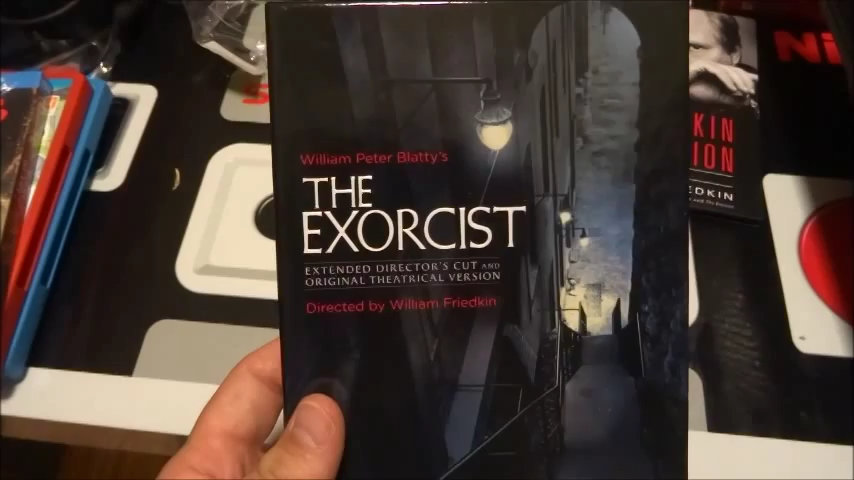 William Peter Blatty's
THE
EXORCIST
EXTENDED DIRECTOR'S CUT AND
ORIGINAL THEATRICAL VERSION
Directed by William Friedkin
KIN
ION
EDKIN
Ni
S